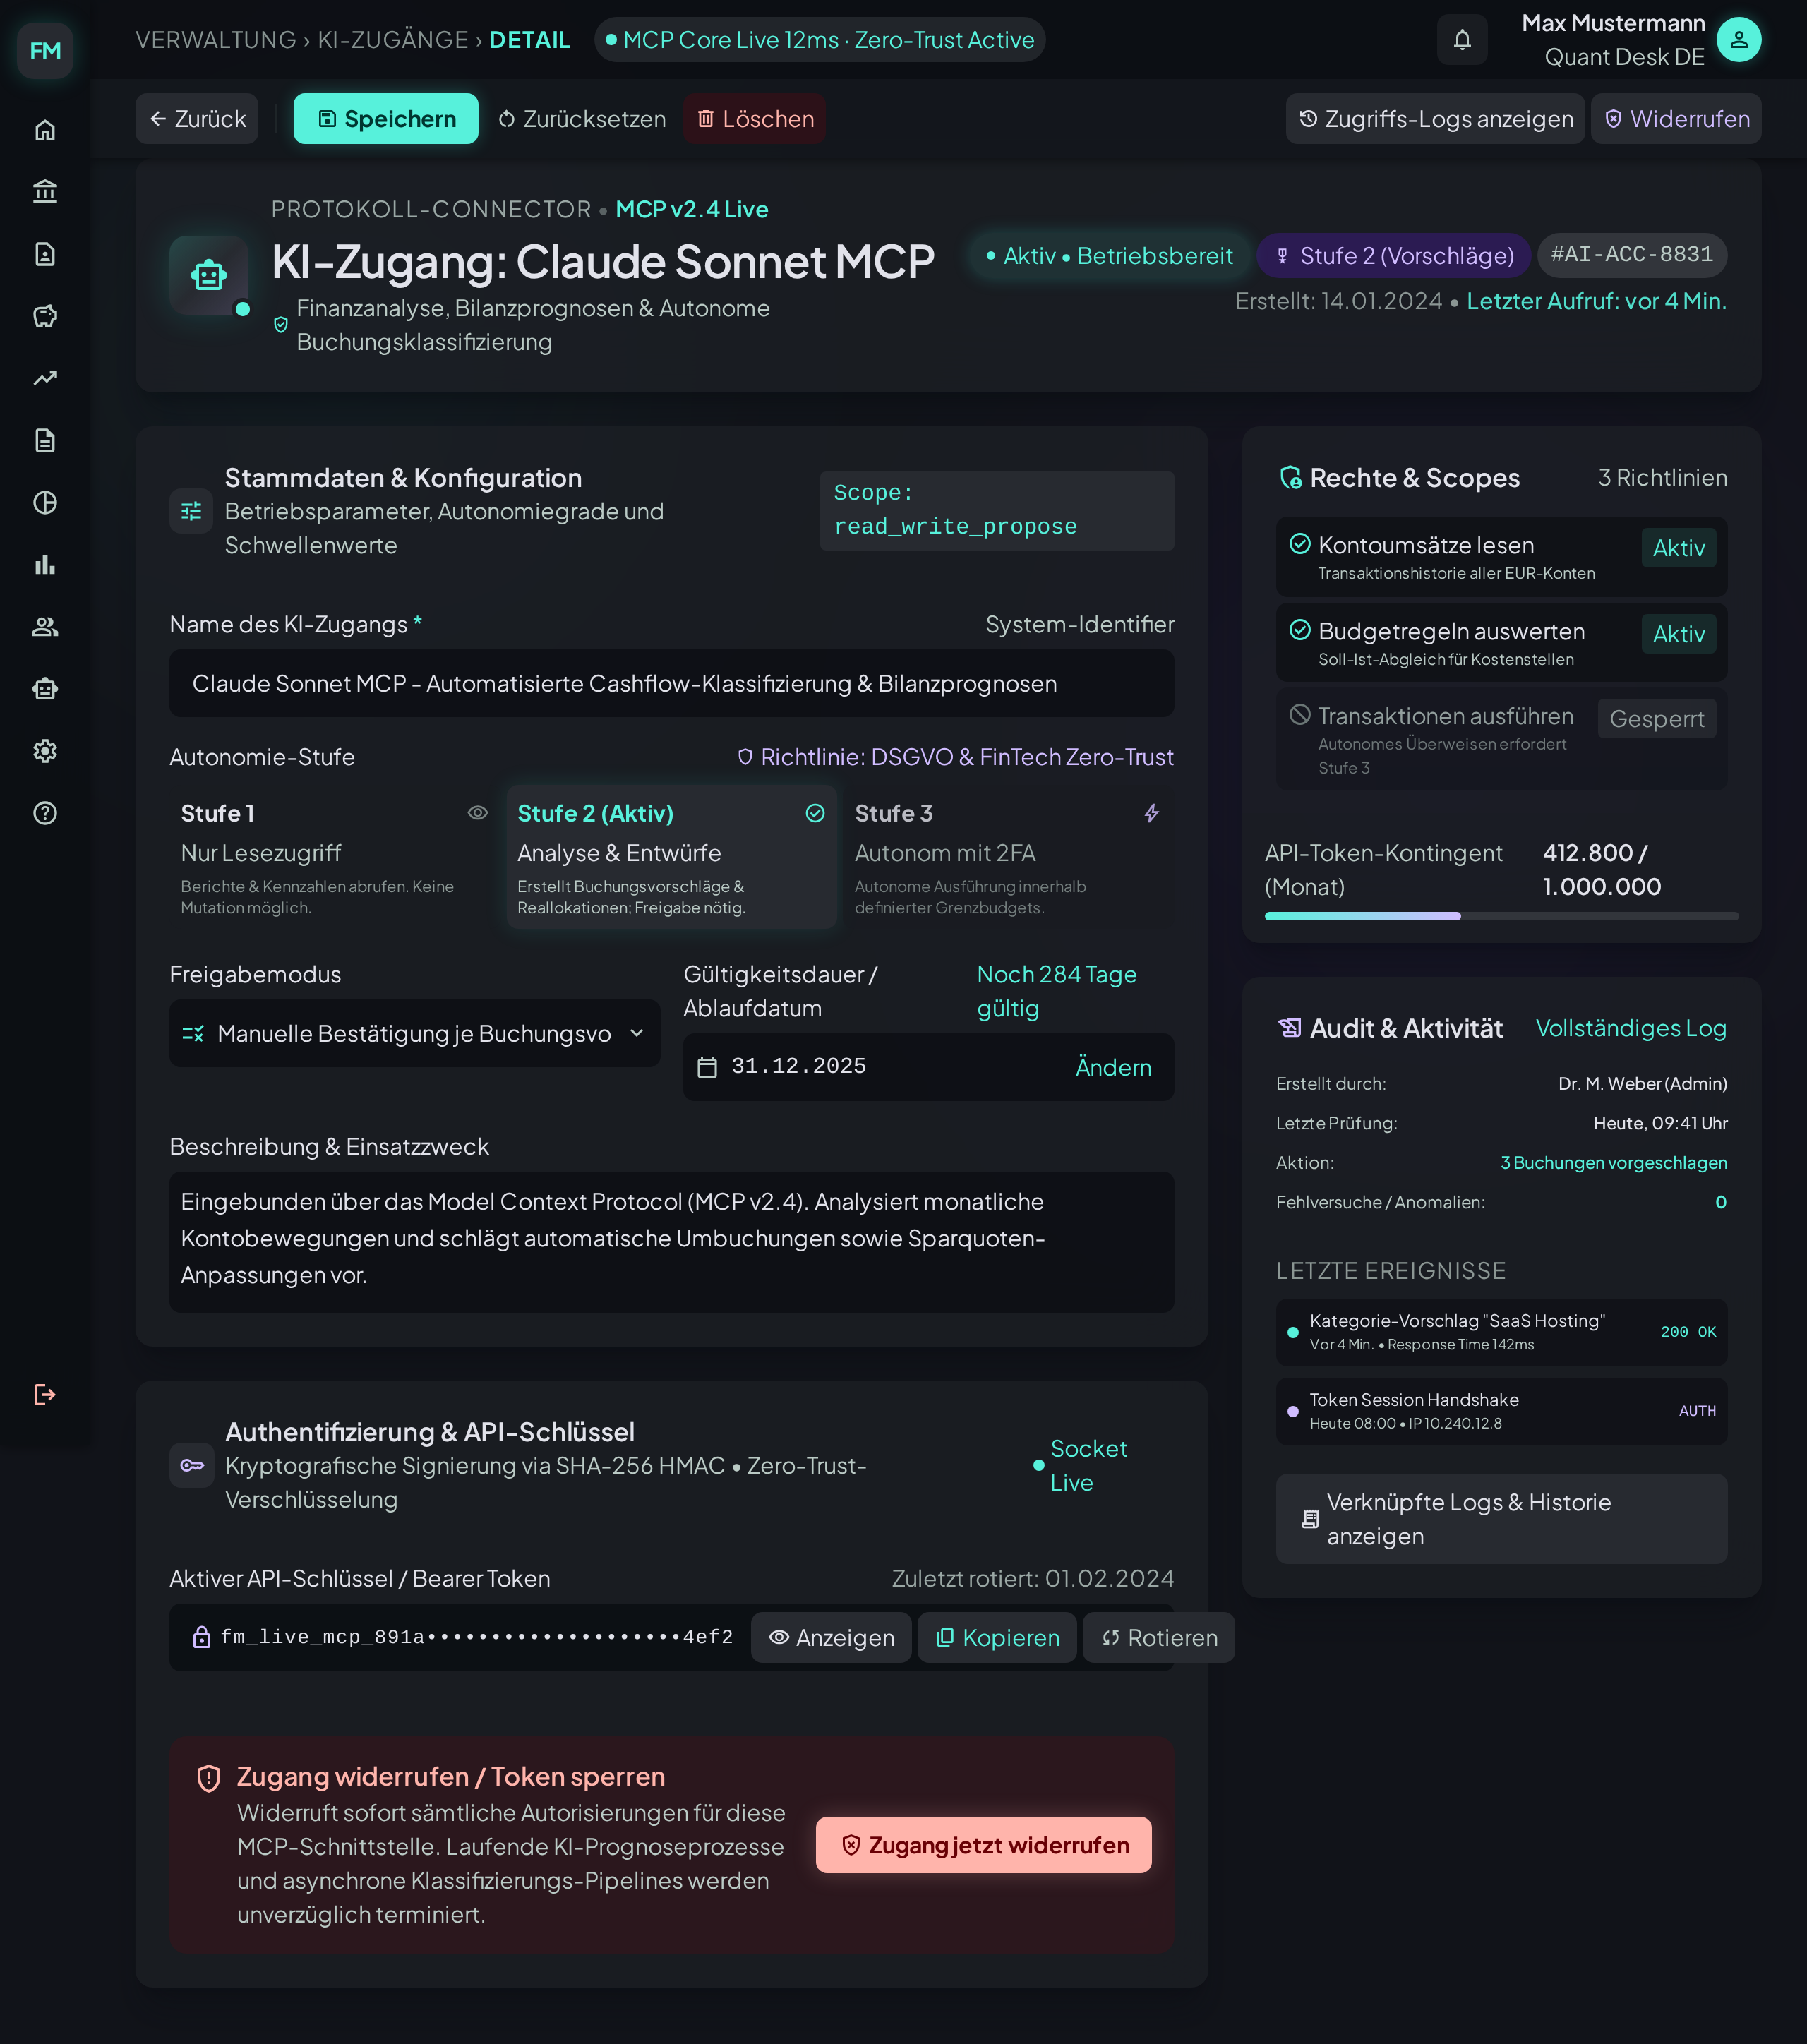 FM
VERWALTUNG › KI-ZUGÄNGE › DETAIL
MCP Core Live 12ms · Zero-Trust Active
Max Mustermann
Quant Desk DE
Zurück
Speichern
Zurücksetzen
Löschen
Zugriffs-Logs anzeigen
Widerrufen
PROTOKOLL-CONNECTOR • MCP v2.4 Live
KI-Zugang: Claude Sonnet MCP
Finanzanalyse, Bilanzprognosen & Autonome
Buchungsklassifizierung
Aktiv • Betriebsbereit
Stufe 2 (Vorschläge)
#AI-ACC-8831
Erstellt: 14.01.2024 • Letzter Aufruf: vor 4 Min.
Stammdaten & Konfiguration
Betriebsparameter, Autonomiegrade und
Schwellenwerte
Scope:
read_write_propose
Name des KI-Zugangs *
System-Identifier
Claude Sonnet MCP - Automatisierte Cashflow-Klassifizierung & Bilanzprognosen
Autonomie-Stufe
Richtlinie: DSGVO & FinTech Zero-Trust
Stufe 1
Nur Lesezugriff
Berichte & Kennzahlen abrufen. Keine
Mutation möglich.
Stufe 2 (Aktiv)
Analyse & Entwürfe
Erstellt Buchungsvorschläge &
Reallokationen; Freigabe nötig.
Stufe 3
Autonom mit 2FA
Autonome Ausführung innerhalb
definierter Grenzbudgets.
Freigabemodus
Manuelle Bestätigung je Buchungsvo
Gültigkeitsdauer /
Ablaufdatum
Noch 284 Tage
gültig
31.12.2025
Ändern
Beschreibung & Einsatzzweck
Eingebunden über das Model Context Protocol (MCP v2.4). Analysiert monatliche
Kontobewegungen und schlägt automatische Umbuchungen sowie Sparquoten-
Anpassungen vor.
Authentifizierung & API-Schlüssel
Kryptografische Signierung via SHA-256 HMAC • Zero-Trust-
Verschlüsselung
Socket
Live
Aktiver API-Schlüssel / Bearer Token
Zuletzt rotiert: 01.02.2024
fm_live_mcp_891a••••••••••••••••••••4ef2
Anzeigen
Kopieren
Rotieren
Zugang widerrufen / Token sperren
Widerruft sofort sämtliche Autorisierungen für diese
MCP-Schnittstelle. Laufende KI-Prognoseprozesse
und asynchrone Klassifizierungs-Pipelines werden
unverzüglich terminiert.
Zugang jetzt widerrufen
Rechte & Scopes
3 Richtlinien
Kontoumsätze lesen
Transaktionshistorie aller EUR-Konten
Aktiv
Budgetregeln auswerten
Soll-Ist-Abgleich für Kostenstellen
Aktiv
Transaktionen ausführen
Autonomes Überweisen erfordert
Stufe 3
Gesperrt
API-Token-Kontingent
(Monat)
412.800 /
1.000.000
Audit & Aktivität
Vollständiges Log
Erstellt durch:
Dr. M. Weber (Admin)
Letzte Prüfung:
Heute, 09:41 Uhr
Aktion:
3 Buchungen vorgeschlagen
Fehlversuche / Anomalien:
0
LETZTE EREIGNISSE
Kategorie-Vorschlag "SaaS Hosting"
Vor 4 Min. • Response Time 142ms
200 OK
Token Session Handshake
Heute 08:00 • IP 10.240.12.8
AUTH
Verknüpfte Logs & Historie
anzeigen